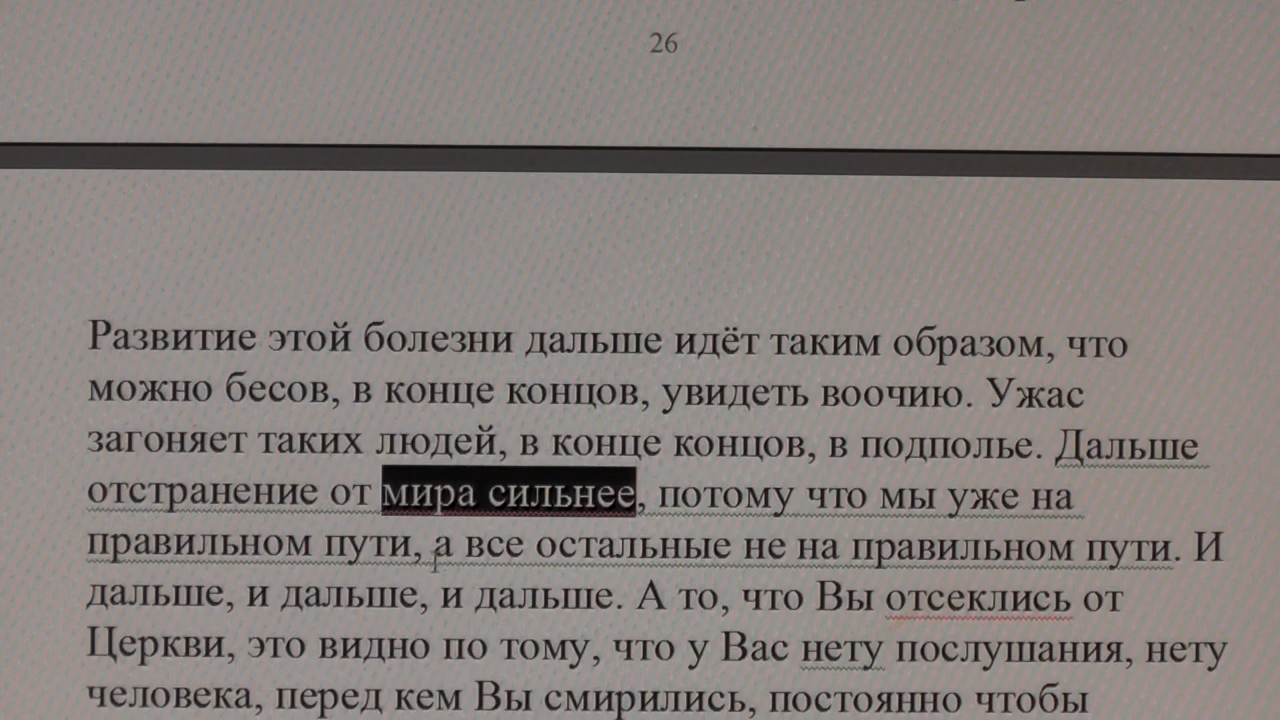 26
Развитие этой болезни дальше идёт таким образом, что
можно бесов, в конце концов, увидеть воочию. Ужас
загоняет таких людей, в конце концов, в подполье. Дальше
отстранение от мира сильнее, потому что мы уже на
правильном пути, а все остальные не на правильном пути. И
дальше, и дальше, и дальше. А то, что Вы отсеклись от
Церкви, это видно по тому, что у Вас нету послушания, нету
человека, перед кем Вы смирились, постоянно чтобы